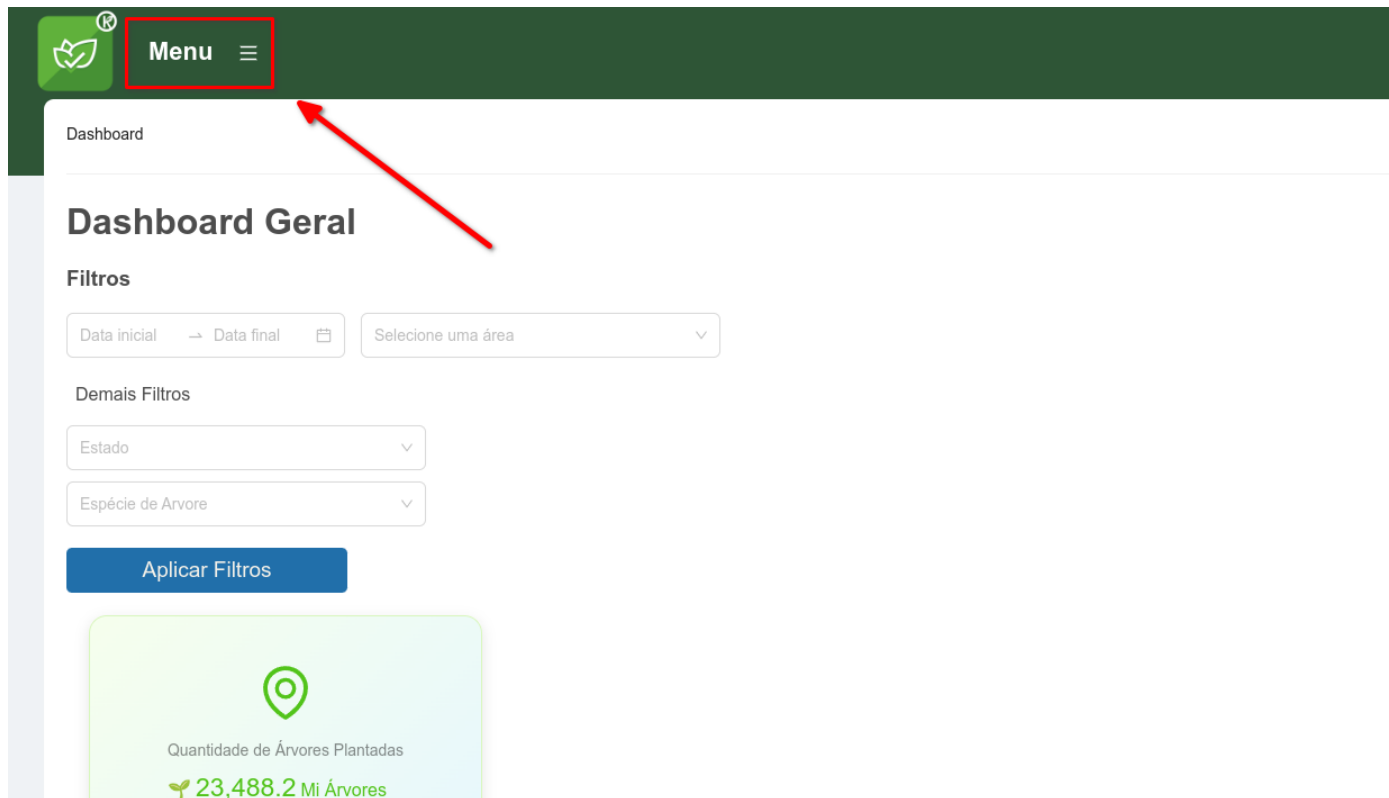 Menu
Dashboard
Dashboard Geral
Filtros
Data inicial → Data final
Selecione uma área
Demais Filtros
Estado
Espécie de Arvore
Aplicar Filtros
Quantidade de Árvores Plantadas
23,488.2 Mi Árvores